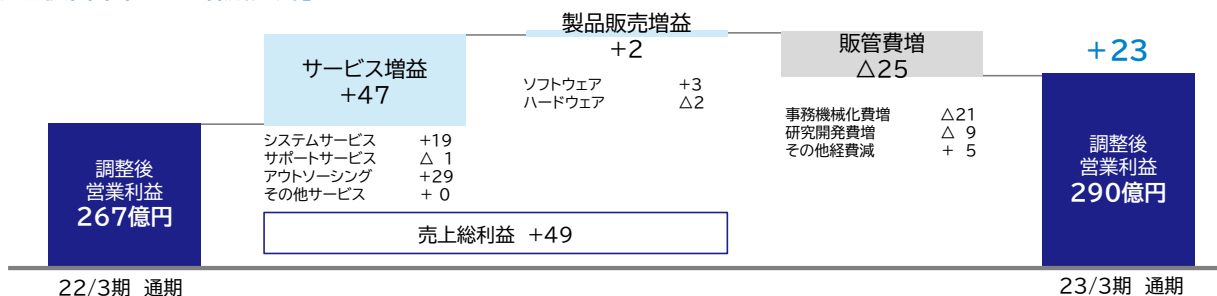 製品販売増益
+2
ソフトウェア +3
ハードウェア △2
サービス増益
+47
システムサービス +19
サポートサービス △ 1
アウトソーシング +29
その他サービス + 0
売上総利益 +49
販管費増
△25
事務機械化費増 △21
研究開発費増 △ 9
その他経費減 + 5
+23
調整後
営業利益
267億円
調整後
営業利益
290億円
22/3期 通期
23/3期 通期